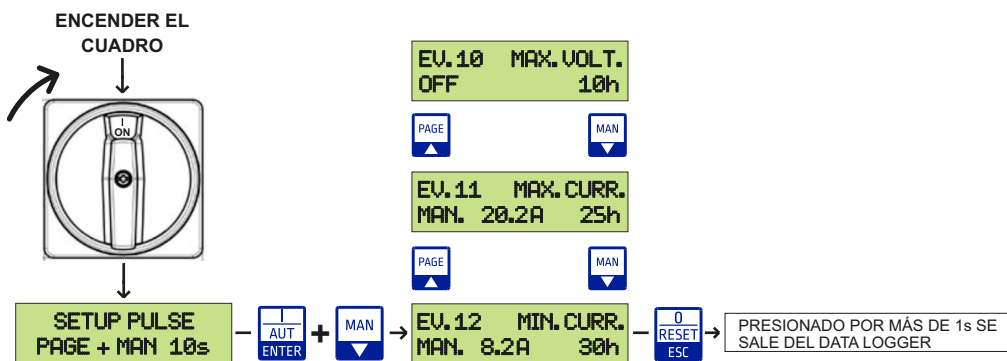 ENCENDER EL
CUADRO
I
ON
SETUP PULSE
PAGE + MAN 10s
–
I
AUT
ENTER
+
MAN
EV.10 MAX.VOLT.
OFF 10h
PAGE
MAN
EV.11 MAX.CURR.
MAN. 20.2A 25h
PAGE
MAN
EV.12 MIN.CURR.
MAN. 8.2A 30h
–
0
RESET
ESC
PRESIONADO POR MÁS DE 1s SE
SALE DEL DATA LOGGER